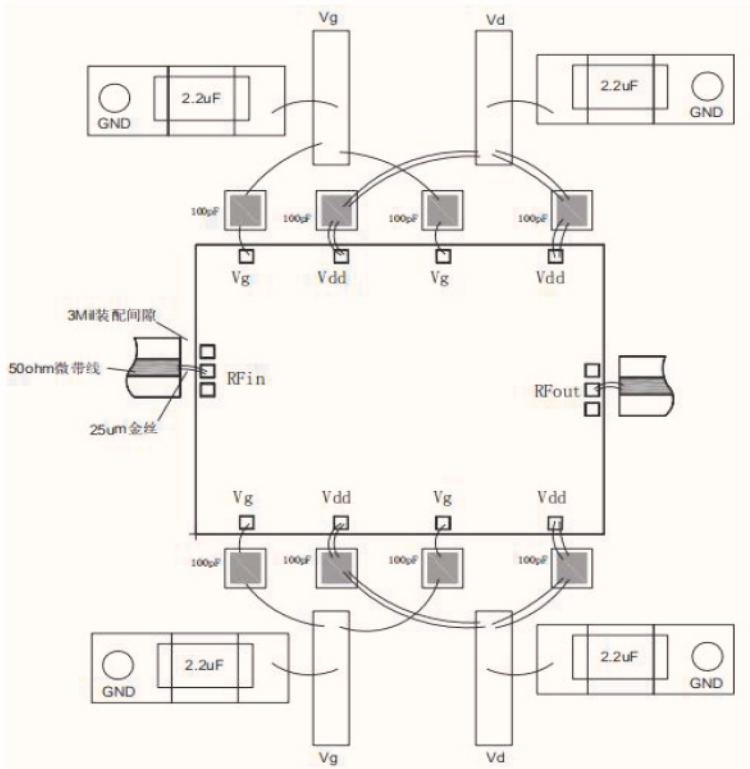 Vg
Vd
2.2uF
GND
2.2uF
GND
100pF
100pF
100pF
100pF
Vg
Vdd
Vg
Vdd
3Mil装配间隙
50ohm微带线
RFin
RFout
25um金丝
Vg
Vdd
Vg
Vdd
100pF
100pF
100pF
100pF
2.2uF
GND
2.2uF
GND
Vg
Vd